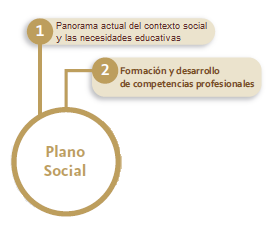 1
Panorama actual del contexto social
y las necesidades educativas
2
Formación y desarrollo
de competencias profesionales
Plano
Social